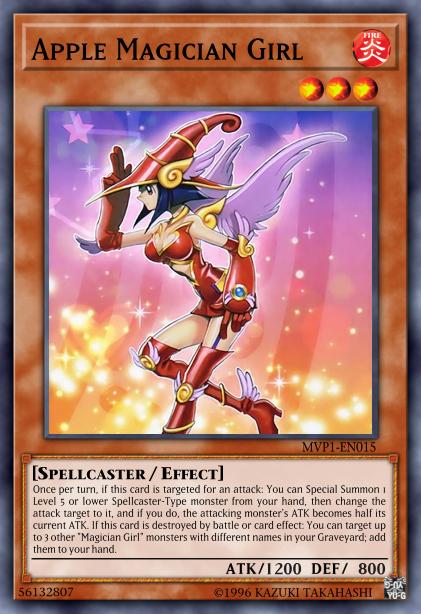 Apple Magician Girl
FIRE
炎
MVP1-EN015
[Spellcaster / Effect]
Once per turn, if this card is targeted for an attack: You can Special Summon 1
Level 5 or lower Spellcaster-Type monster from your hand, then change the
attack target to it, and if you do, the attacking monster's ATK becomes half its
current ATK. If this card is destroyed by battle or card effect: You can target up
to 3 other "Magician Girl" monsters with different names in your Graveyard; add
them to your hand.
ATK/1200 DEF/ 800
56132807
©1996 KAZUKI TAKAHASHI